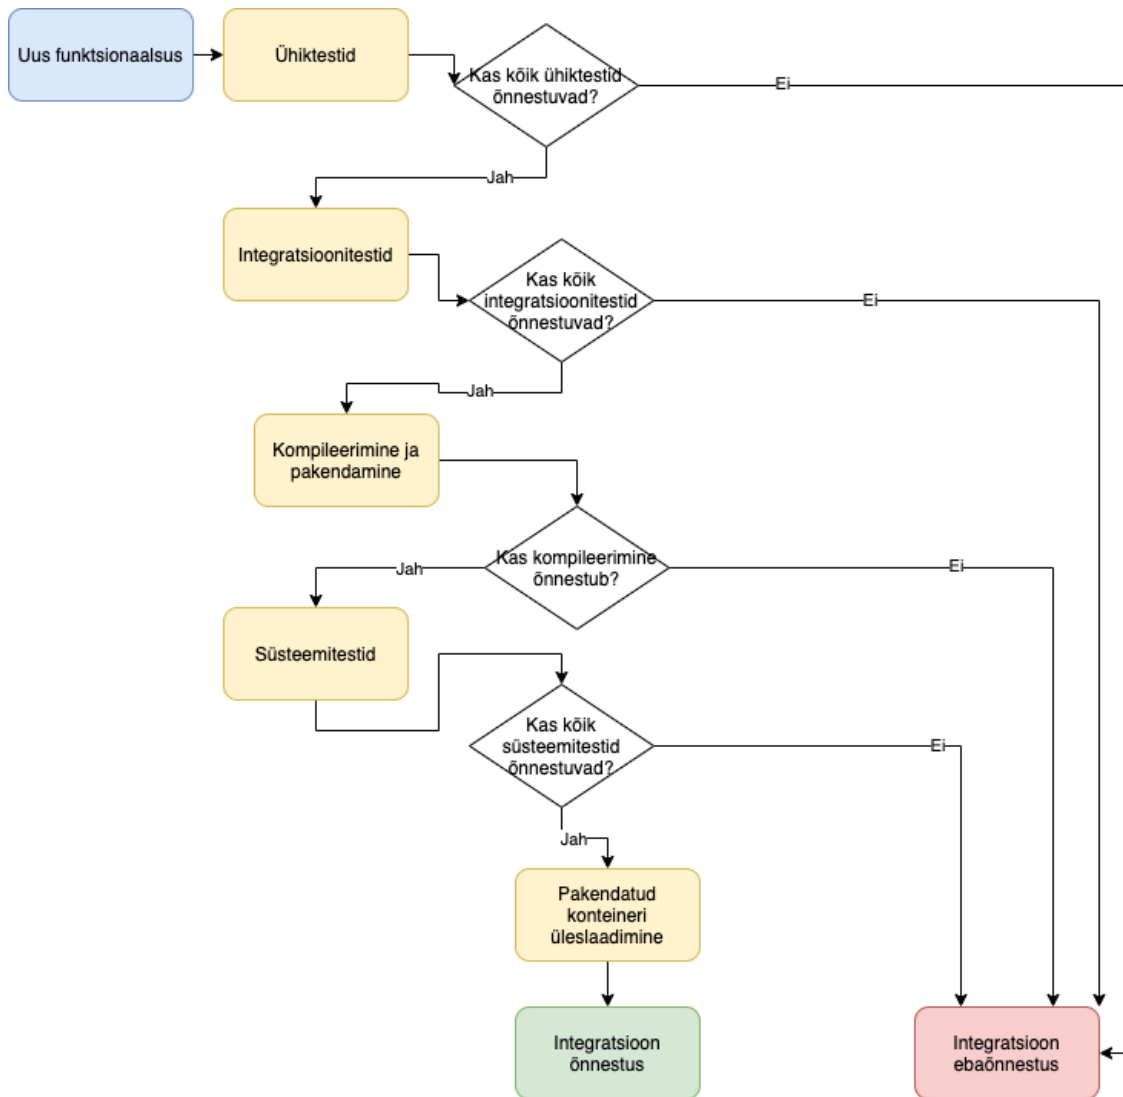 Uus funktsionaalsus
Ühiktestid
Kas kõik ühiktestid
õnnestuvad?
Ei
Jah
Integratsioonitestid
Kas kõik
integratsioonitestid
õnnestuvad?
Ei
Jah
Kompileerimine ja
pakendamine
Kas kompileerimine
õnnestub?
Jah
Ei
Süsteemitestid
Kas kõik
süsteemitestid
õnnestuvad?
Ei
Jah
Pakendatud
konteineri
üleslaadimine
Integratsioon
õnnestus
Integratsioon
ebaõnnestus